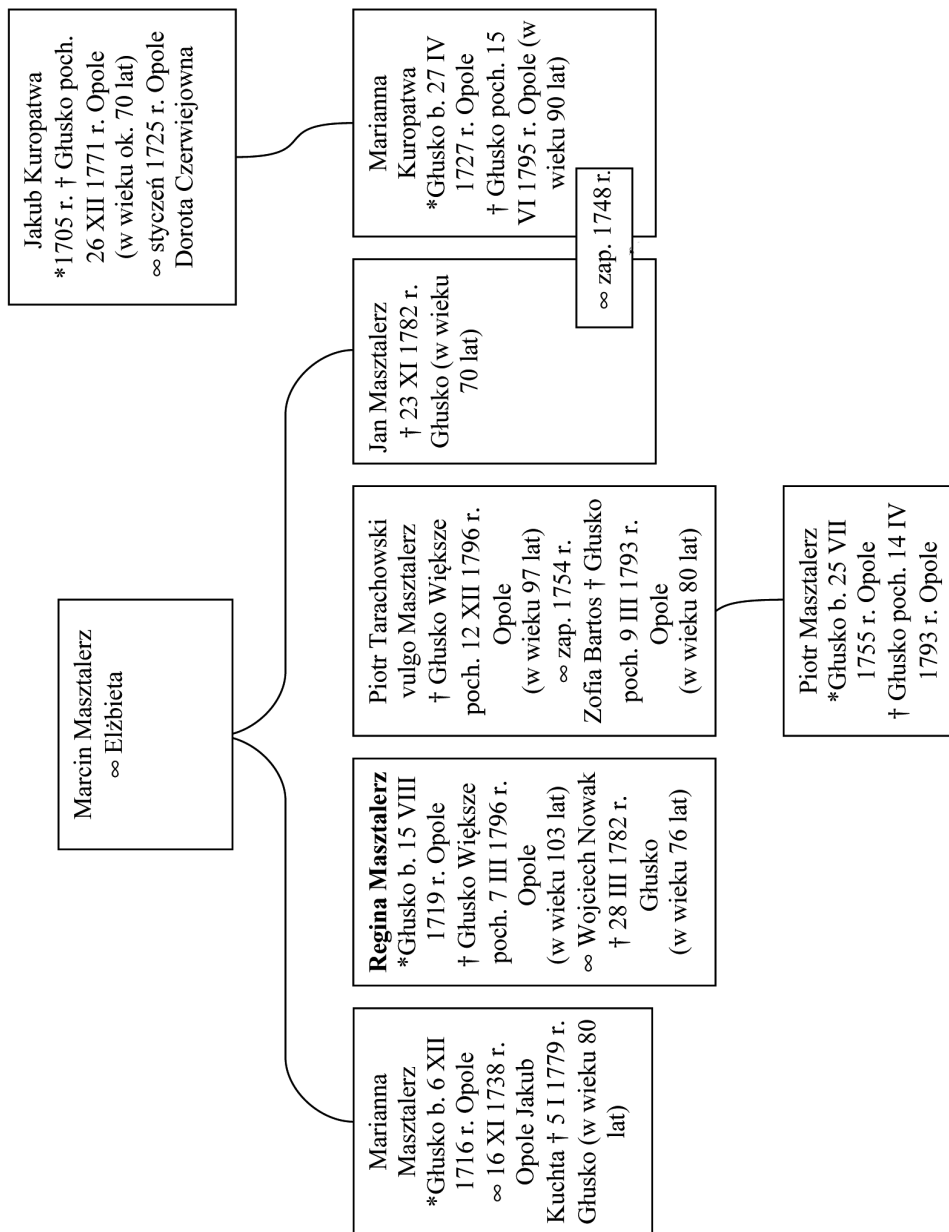 Marcin Masztalerz
∞ Elżbieta
Jakub Kuropatwa
*1705 r. † Głusko poch.
26 XII 1771 r. Opole
(w wieku ok. 70 lat)
∞ styczeń 1725 r. Opole
Dorota Czerwiejowna
Marianna
Masztalerz
*Głusko b. 6 XII
1716 r. Opole
∞ 16 XI 1738 r.
Opole Jakub
Kuchta † 5 I 1779 r.
Głusko (w wieku 80
lat)
Regina Masztalerz
*Głusko b. 15 VIII
1719 r. Opole
† Głusko Większe
poch. 7 III 1796 r.
Opole
(w wieku 103 lat)
∞ Wojciech Nowak
† 28 III 1782 r.
Głusko
(w wieku 76 lat)
Piotr Tarachowski
vulgo Masztalerz
† Głusko Większe
poch. 12 XII 1796 r.
Opole
(w wieku 97 lat)
∞ zap. 1754 r.
Zofia Bartos † Głusko
poch. 9 III 1793 r.
Opole
(w wieku 80 lat)
Jan Masztalerz
† 23 XI 1782 r.
Głusko (w wieku
70 lat)
∞ zap. 1748 r.
Marianna
Kuropatwa
*Głusko b. 27 IV
1727 r. Opole
† Głusko poch. 15
VI 1795 r. Opole (w
wieku 90 lat)
Piotr Masztalerz
*Głusko b. 25 VII
1755 r. Opole
† Głusko poch. 14 IV
1793 r. Opole